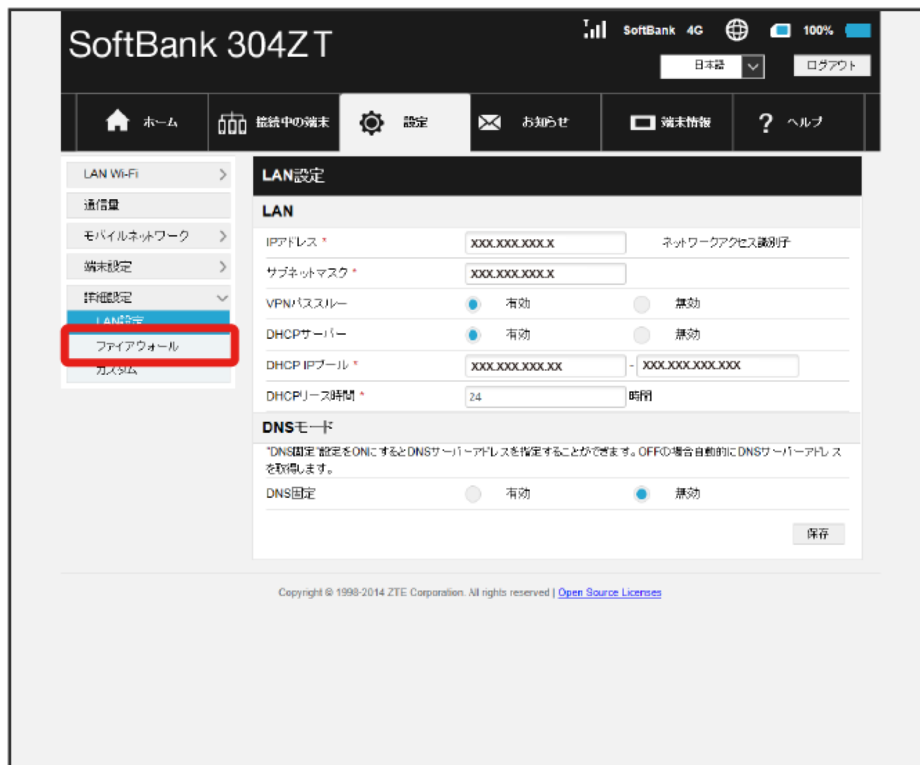 SoftBank 304ZT
SoftBank 4G 100%
日本語 ログアウト
ホーム 接続中の端末 設定 お知らせ 端末情報 ? ヘルプ
LAN Wi-Fi
通信量
モバイルネットワーク
端末設定
詳細設定
LAN設定
ファイアウォール
カスタム
LAN設定
LAN
IPアドレス * XXX.XXX.XXX.X ネットワークアクセス識別子
サブネットマスク * XXX.XXX.XXX.X
VPNパススルー 有効 無効
DHCPサーバー 有効 無効
DHCP IPプール * XXX.XXX.XXX.XX - XXX.XXX.XXX.XXX
DHCPリース時間 * 24 時間
DNSモード
"DNS固定"設定をONにするとDNSサーバーアドレスを指定することができます。OFFの場合自動的にDNSサーバーアドレス
を取得します。
DNS固定 有効 無効
保存
Copyright © 1998-2014 ZTE Corporation. All rights reserved | Open Source Licenses